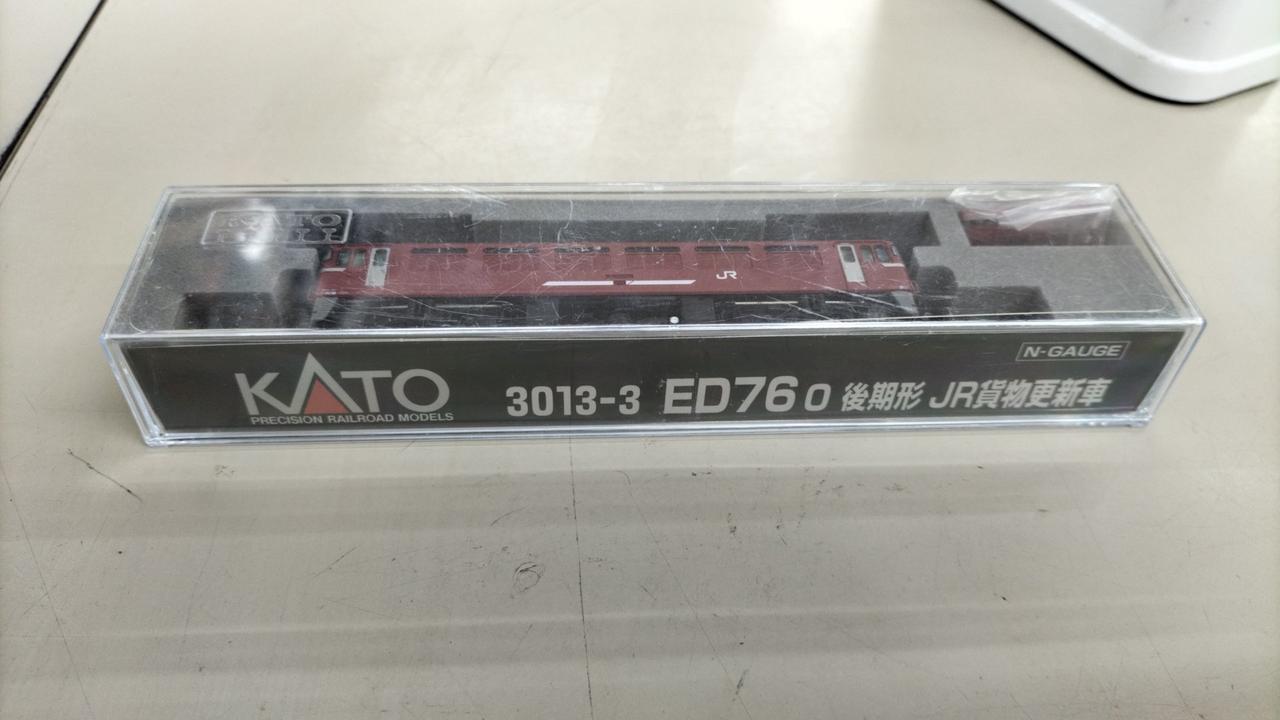 KATO
JR
N-GAUGE
KATO 3013-3 ED76 0 後期形 JR貨物更新車
PRECISION RAILROAD MODELS